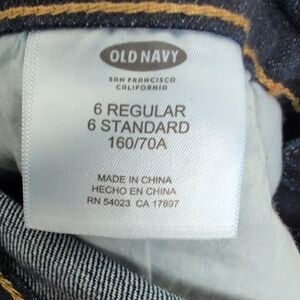 OLD NAVY
SAN FRANCISCO
CALIFORNIA
6 REGULAR
6 STANDARD
160/70A
MADE IN CHINA
HECHO EN CHINA
RN 54023 CA 17897